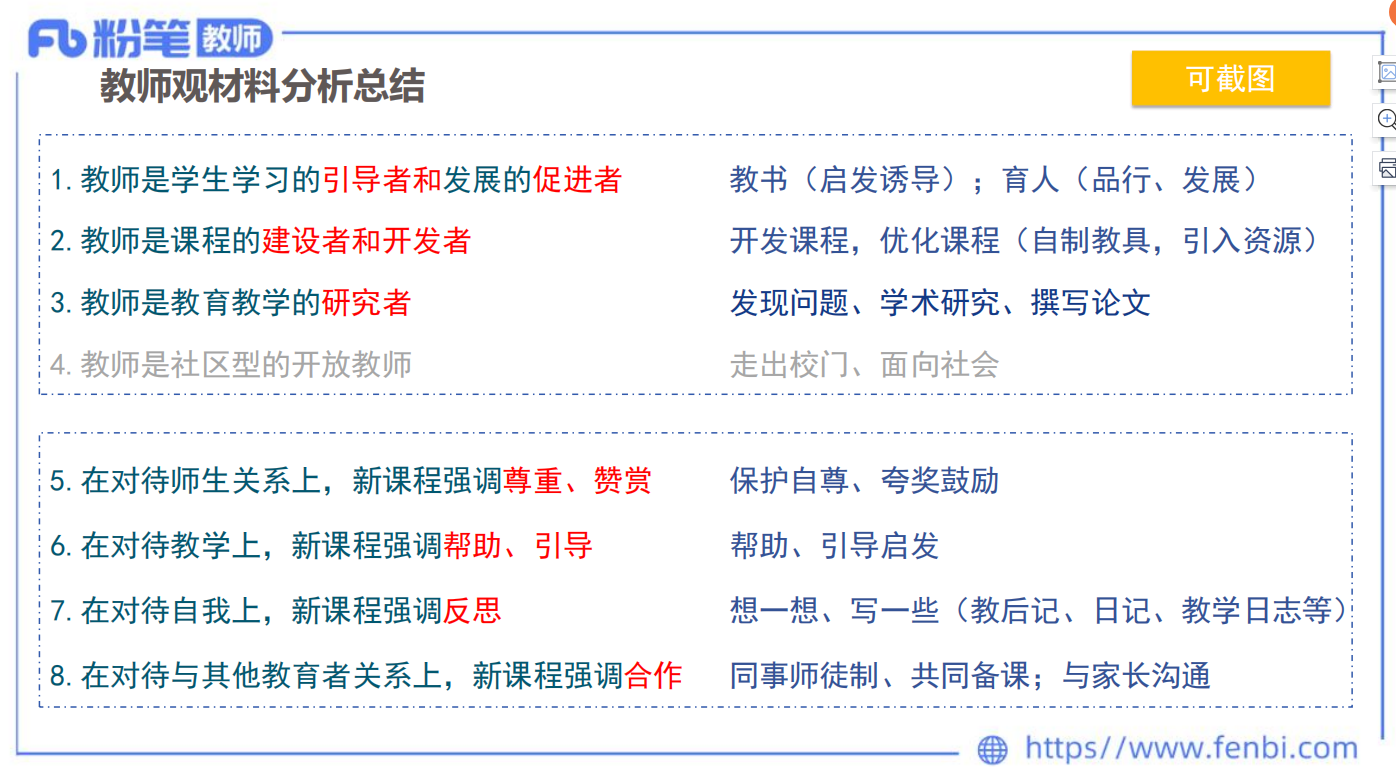 粉笔教师
教师观材料分析总结
可截图
1. 教师是学生学习的引导者和发展的促进者 教书（启发诱导）；育人（品行、发展）
2. 教师是课程的建设者和开发者 开发课程，优化课程（自制教具，引入资源）
3. 教师是教育教学的研究者 发现问题、学术研究、撰写论文
4. 教师是社区型的开放教师 走出校门、面向社会
5. 在对待师生关系上，新课程强调尊重、赞赏 保护自尊、夸奖鼓励
6. 在对待教学上，新课程强调帮助、引导 帮助、引导启发
7. 在对待自我上，新课程强调反思 想一想、写一些（教后记、日记、教学日志等）
8. 在对待与其他教育者关系上，新课程强调合作 同事师徒制、共同备课；与家长沟通
https//www.fenbi.com